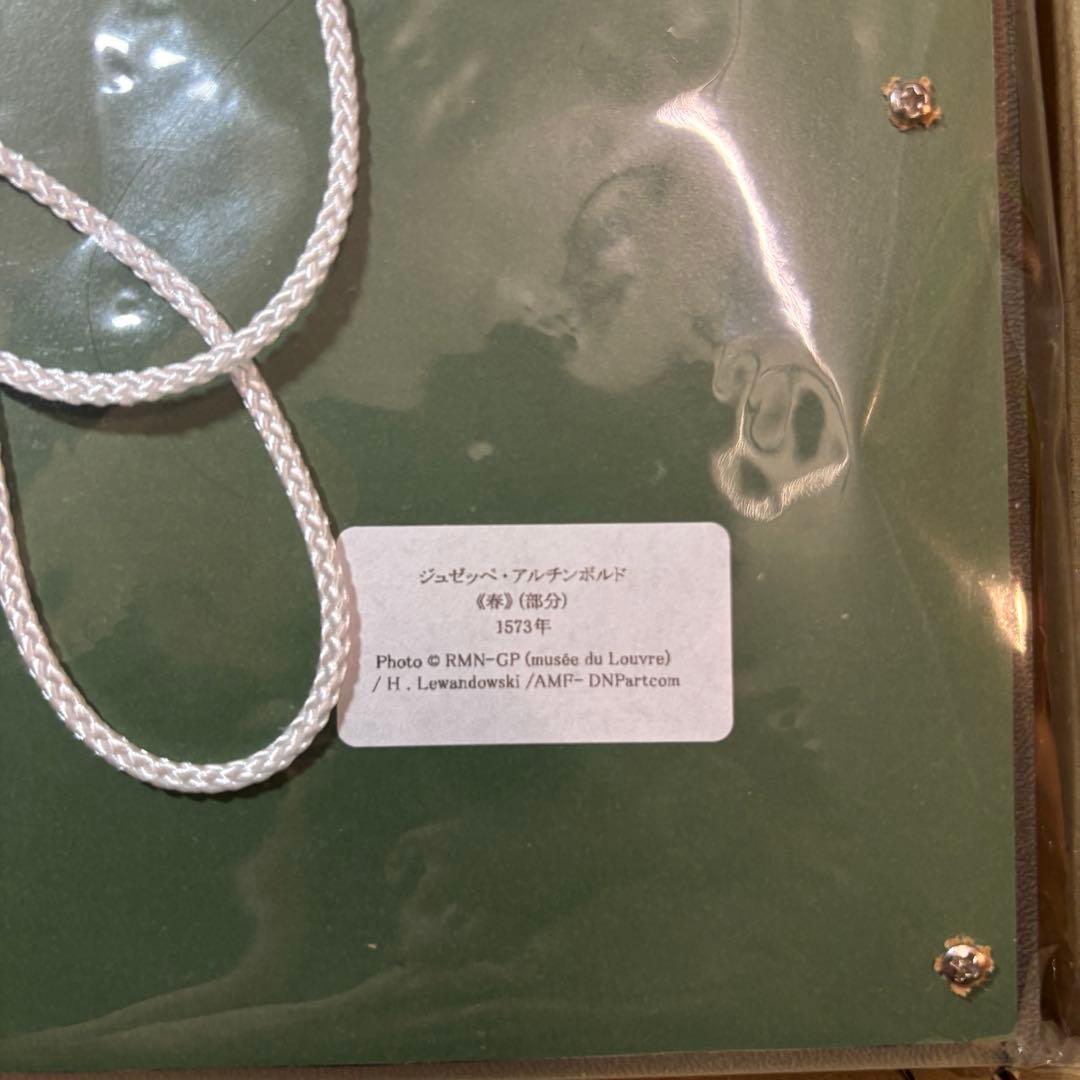 ジュゼッペ・アルチンボルド
《春》(部分)
1573年
Photo © RMN-GP (musée du Louvre)
/ H . Lewandowski /AMF- DNPartcom